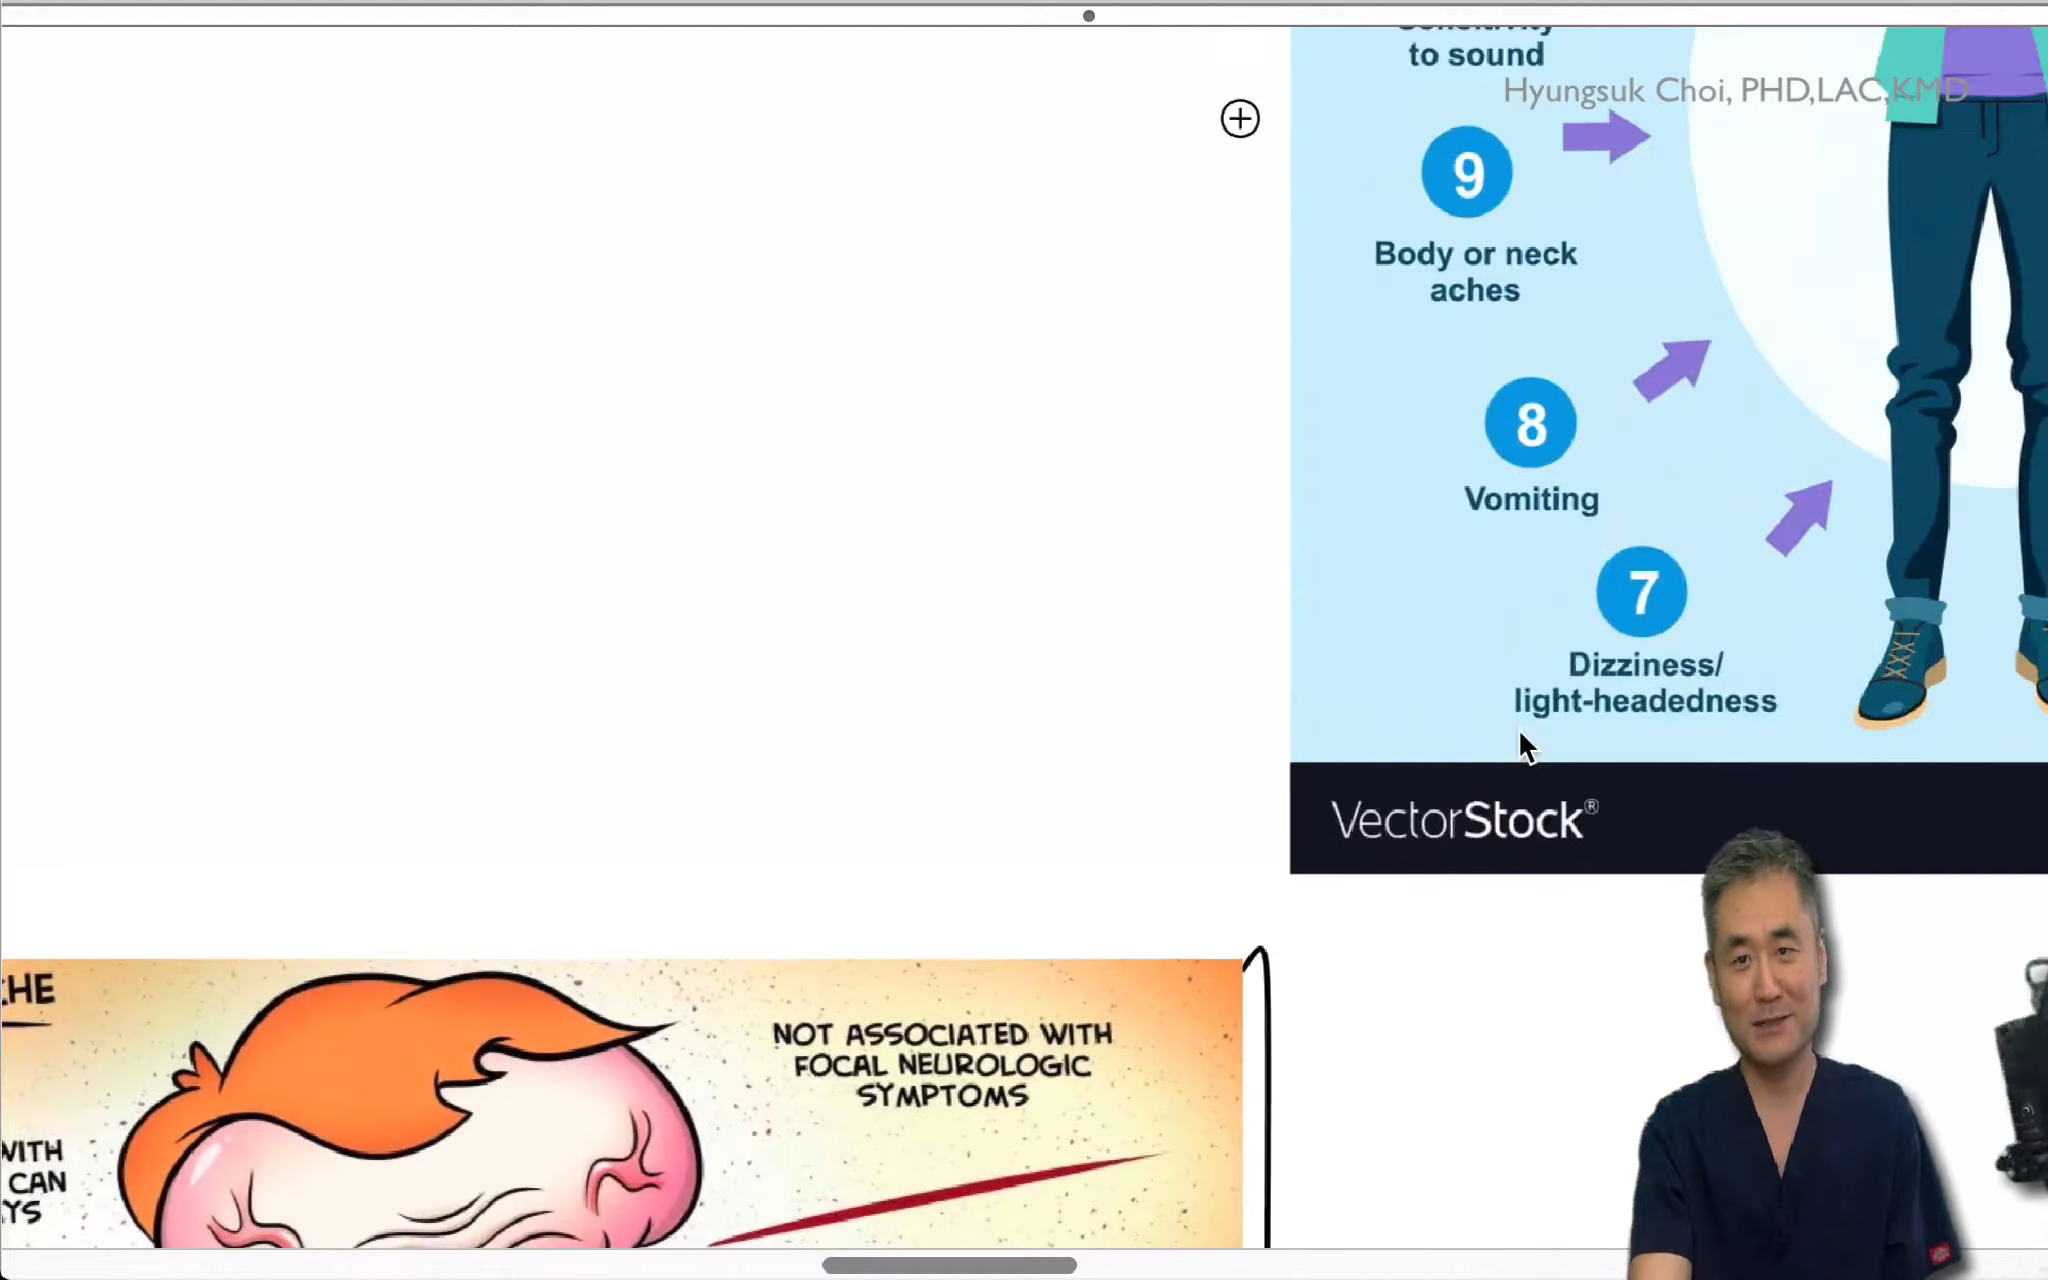 to sound
Hyungsuk Choi, PHD,LAC,KMD
9
Body or neck
aches
8
Vomiting
7
Dizziness/
light-headedness
VectorStock®
NOT ASSOCIATED WITH
FOCAL NEUROLOGIC
SYMPTOMS
CAN